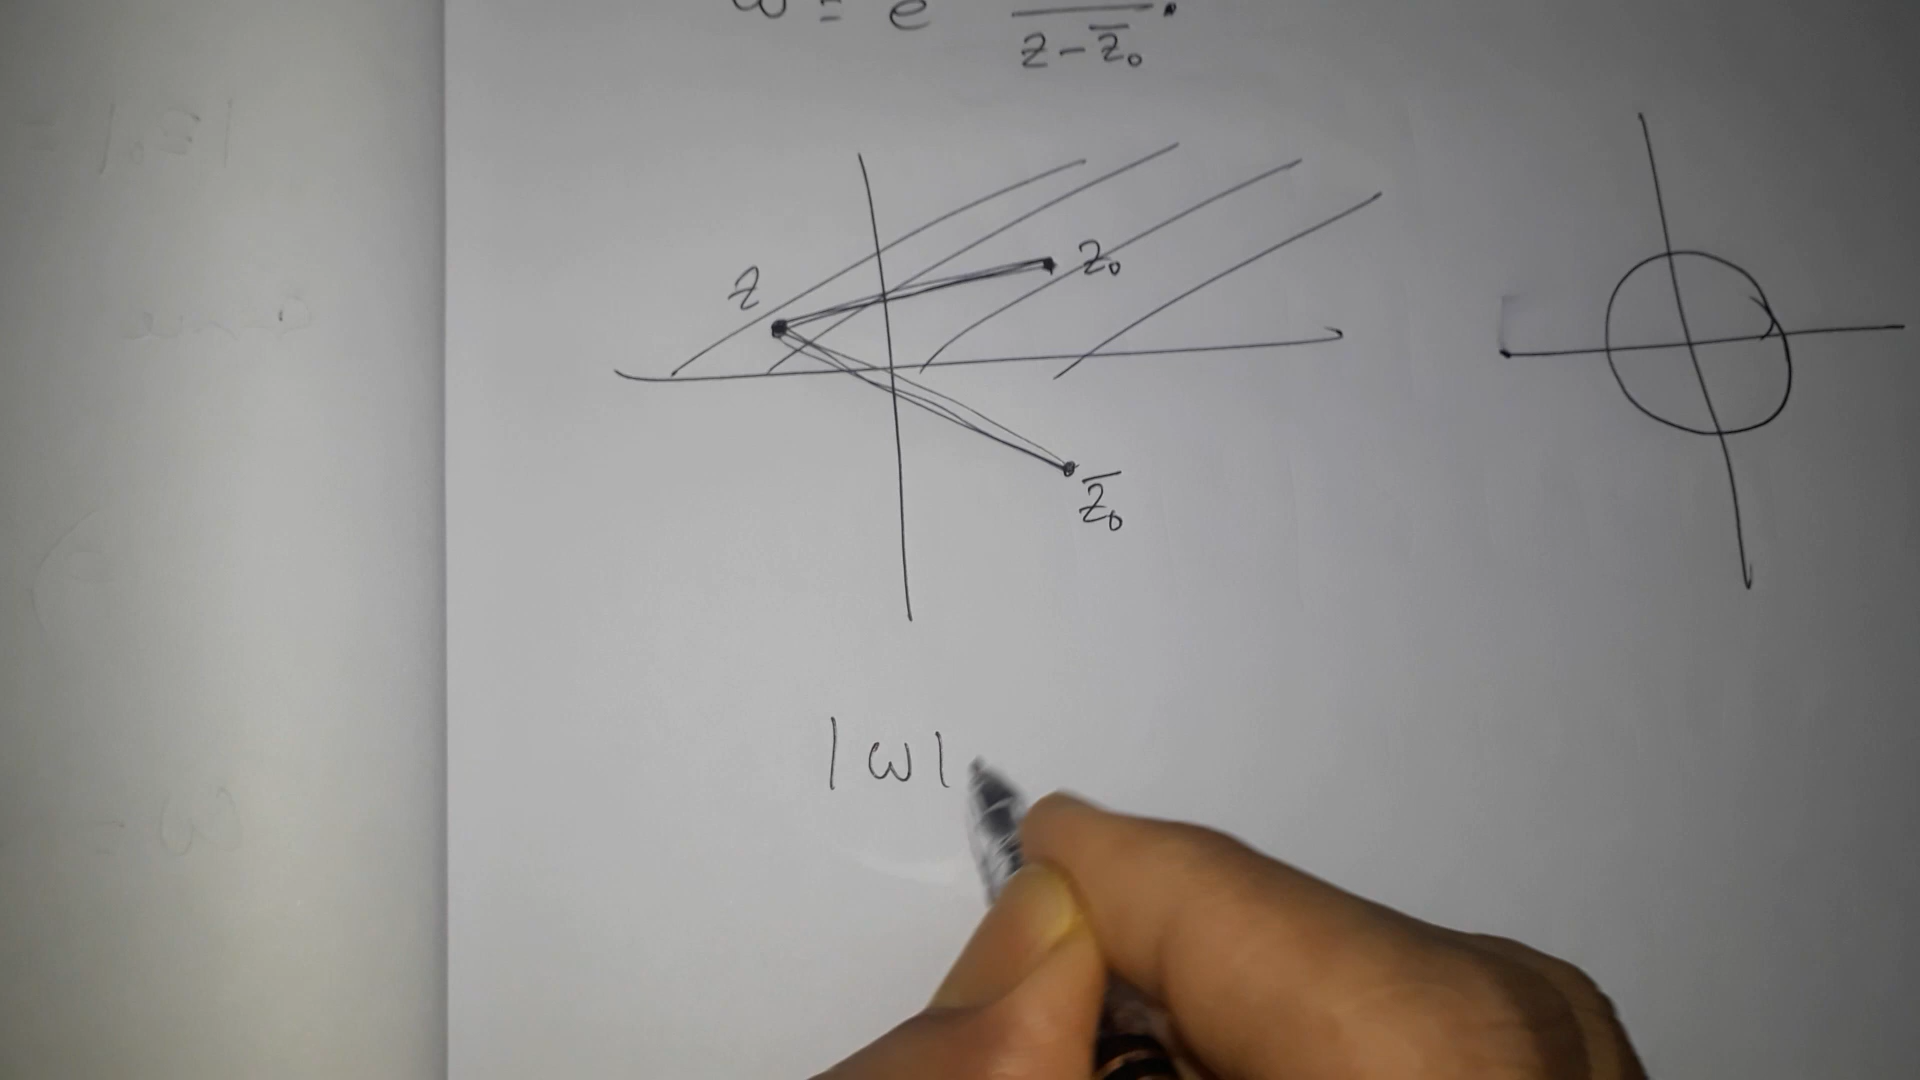 ω = e ――
z - z̄₀ .
z
z₀
z̄₀
|ω|